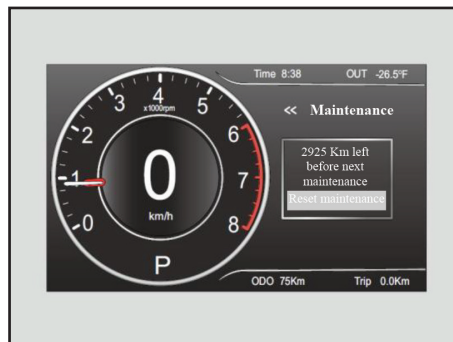 Time 8:38
OUT -26.5°F
4
x1000rpm
3
5
2
6
1
7
0
8
0
km/h
P
<< Maintenance
2925 Km left
before next
maintenance
Reset maintenance
ODO 75Km
Trip 0.0Km